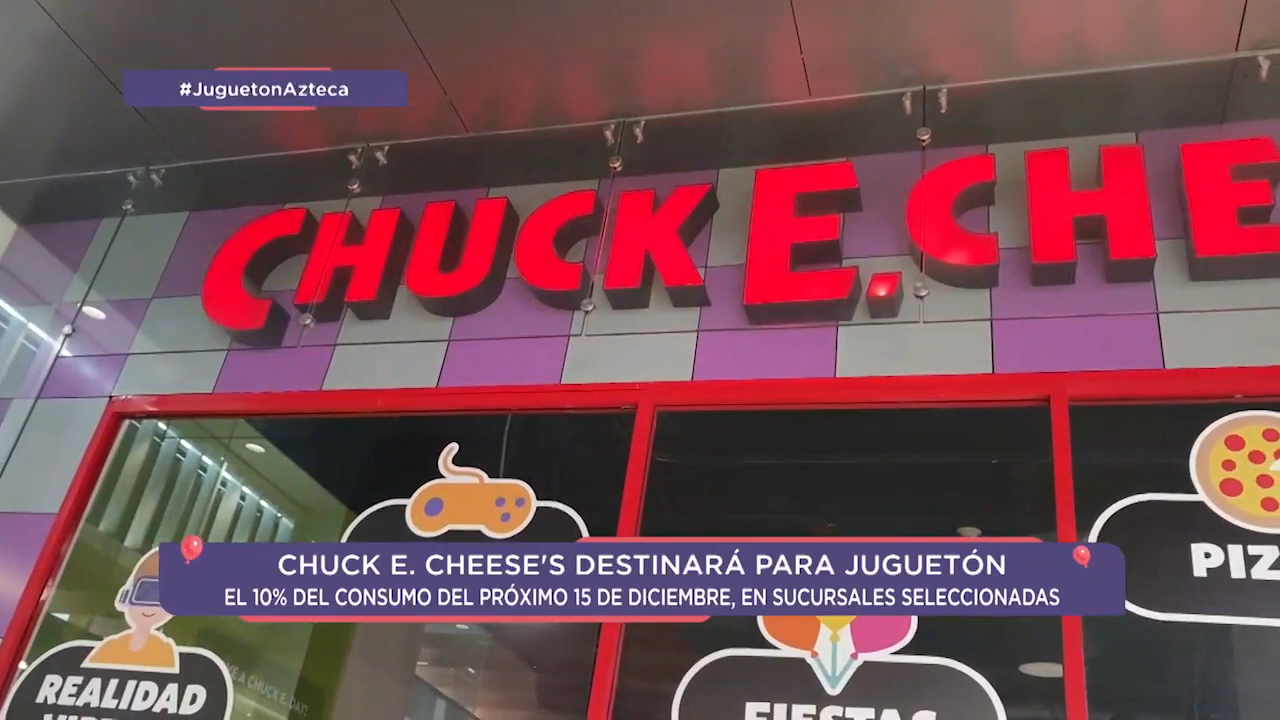 #JuguetonAzteca
CHUCK E. CHE
CHUCK E. CHEESE'S DESTINARÁ PARA JUGUETÓN
EL 10% DEL CONSUMO DEL PRÓXIMO 15 DE DICIEMBRE, EN SUCURSALES SELECCIONADAS
PIZ
REALIDAD
FIESTAS